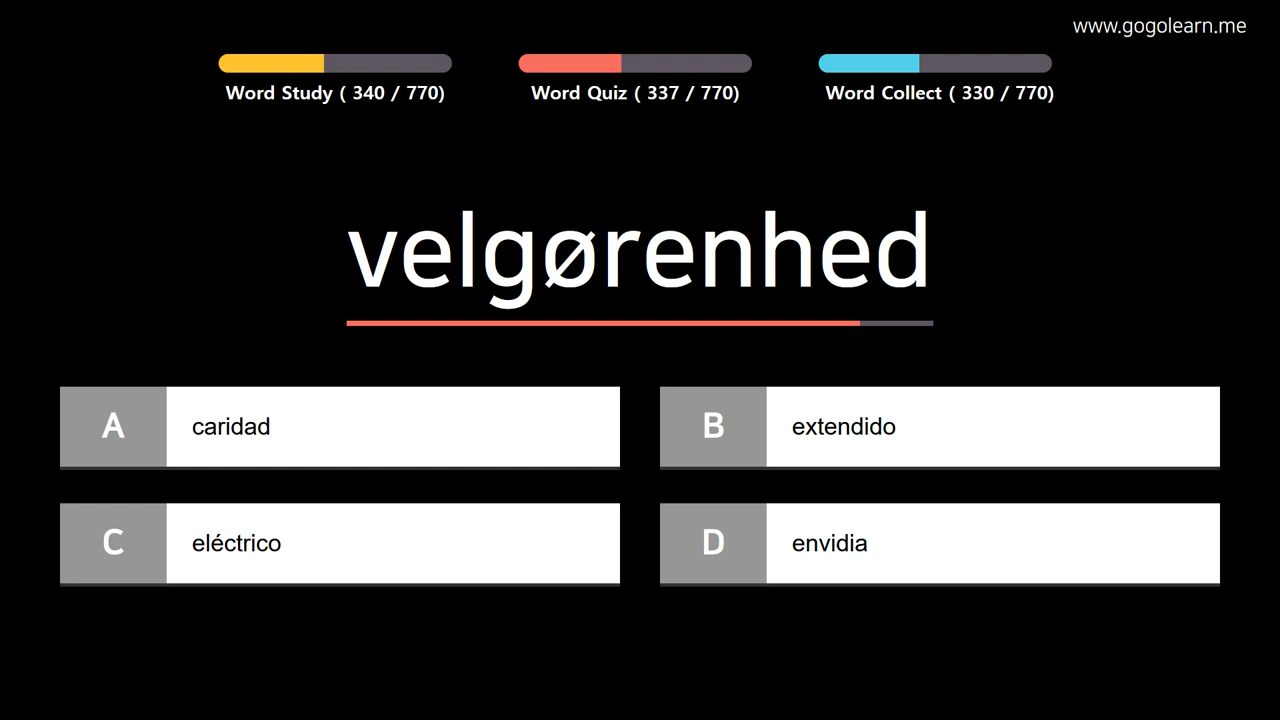 www.gogolearn.me
Word Study ( 340 / 770)
Word Quiz ( 337 / 770)
Word Collect ( 330 / 770)
velgørenhed
A caridad
B extendido
C eléctrico
D envidia